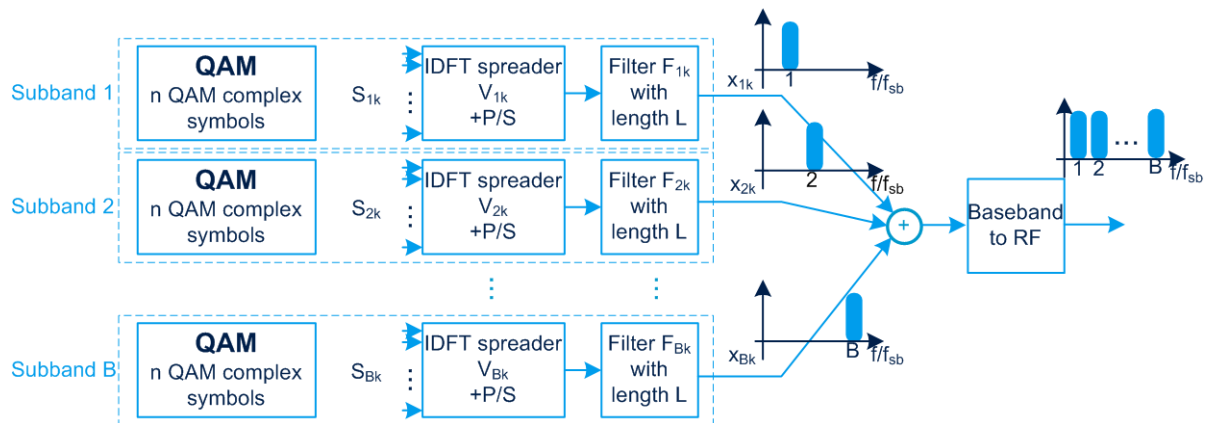 Subband 1
QAM
n QAM complex
symbols
S1k
IDFT spreader
V1k
+P/S
Filter F1k
with
length L
x1k
1
f/fsb
Subband 2
QAM
n QAM complex
symbols
S2k
IDFT spreader
V2k
+P/S
Filter F2k
with
length L
x2k
2
f/fsb
Subband B
QAM
n QAM complex
symbols
SBk
IDFT spreader
VBk
+P/S
Filter FBk
with
length L
xBk
B
f/fsb
+
Baseband
to RF
1 2 ... B
f/fsb